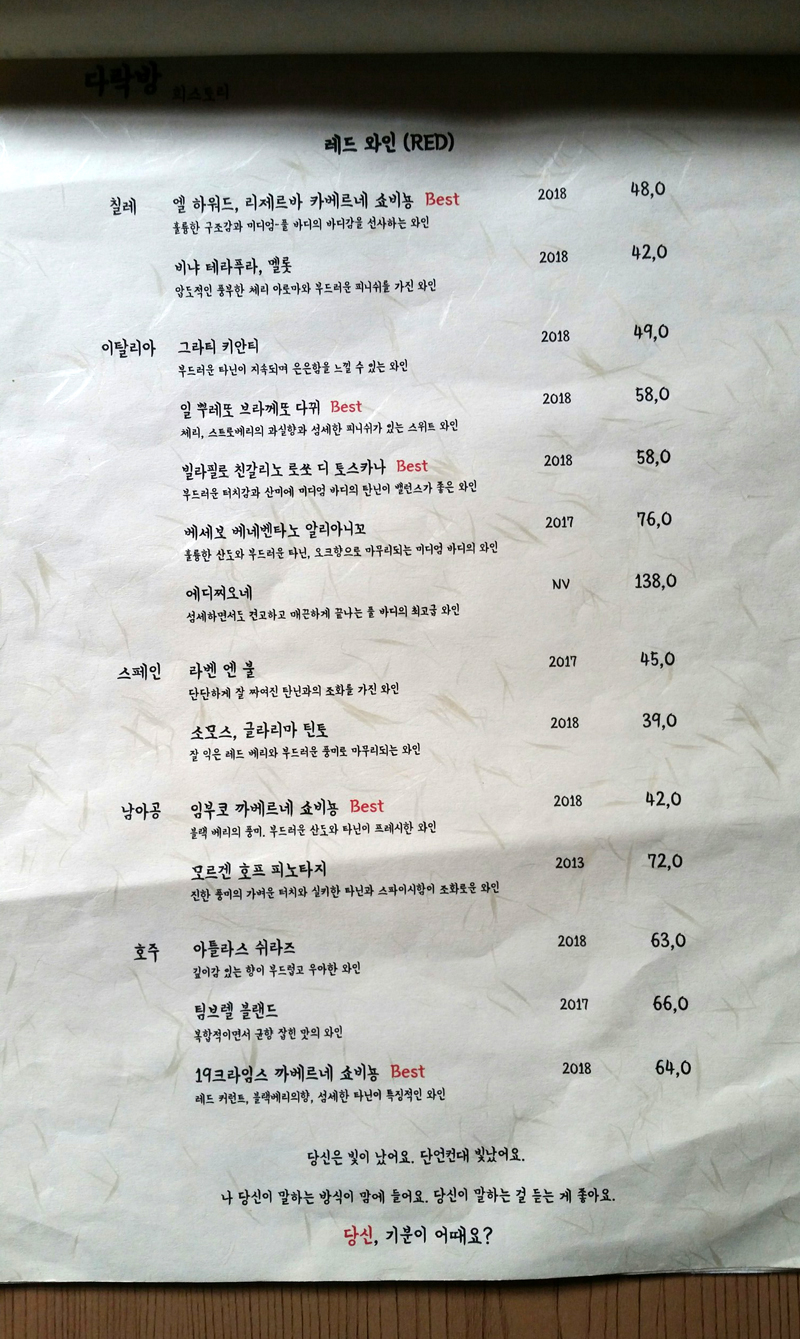 다락방 히스토리
레드 와인 (RED)
칠레 엘 하워드, 리제르바 카베르네 쇼비뇽 Best 2018 48,0
훌륭한 구조감과 미디엄-풀 바디의 바디감을 선사하는 와인
비냐 테라푸라, 멜롯 2018 42,0
압도적인 풍부한 체리 아로마와 부드러운 피니쉬를 가진 와인
이탈리아 그라티 키안티 2018 49,0
부드러운 타닌이 지속되며 은은함을 느낄 수 있는 와인
일 뿌레또 브라께또 다뀌 Best 2018 58,0
체리, 스트로베리의 과실향과 섬세한 피니쉬가 있는 스위트 와인
빌라필로 친갈리노 로쏘 디 토스카나 Best 2018 58,0
부드러운 터치감과 산미에 미디엄 바디의 탄닌이 밸런스가 좋은 와인
베세보 베네벤타노 알리아니꼬 2017 76,0
훌륭한 산도와 부드러운 타닌, 오크향으로 마무리되는 미디엄 바디의 와인
에디찌오네 NV 138,0
섬세하면서도 견고하고 매끈하게 끝나는 풀 바디의 최고급 와인
스페인 라벤 엔 불 2017 45,0
단단하게 잘 짜여진 탄닌과의 조화를 가진 와인
소모스, 글라리마 틴토 2018 39,0
잘 익은 레드 베리와 부드러운 풍미로 마무리되는 와인
남아공 임부코 까베르네 쇼비뇽 Best 2018 42,0
블랙 베리의 풍미. 부드러운 산도와 타닌이 프레시한 와인
모르겐 호프 피노타지 2013 72,0
진한 풍미의 가벼운 터치와 실키한 타닌과 스파이시함이 조화로운 와인
호주 아틀라스 쉬라즈 2018 63,0
깊이감 있는 향이 부드럽고 우아한 와인
팀브렐 블랜드 2017 66,0
복합적이면서 균향 잡힌 맛의 와인
19크라임스 까베르네 쇼비뇽 Best 2018 64,0
레드 커런트, 블랙베리의향, 섬세한 타닌이 특징적인 와인
당신은 빛이 났어요. 단언컨대 빛났어요.
나 당신이 말하는 방식이 맘에 들어요. 당신이 말하는 걸 듣는 게 좋아요.
당신, 기분이 어때요?